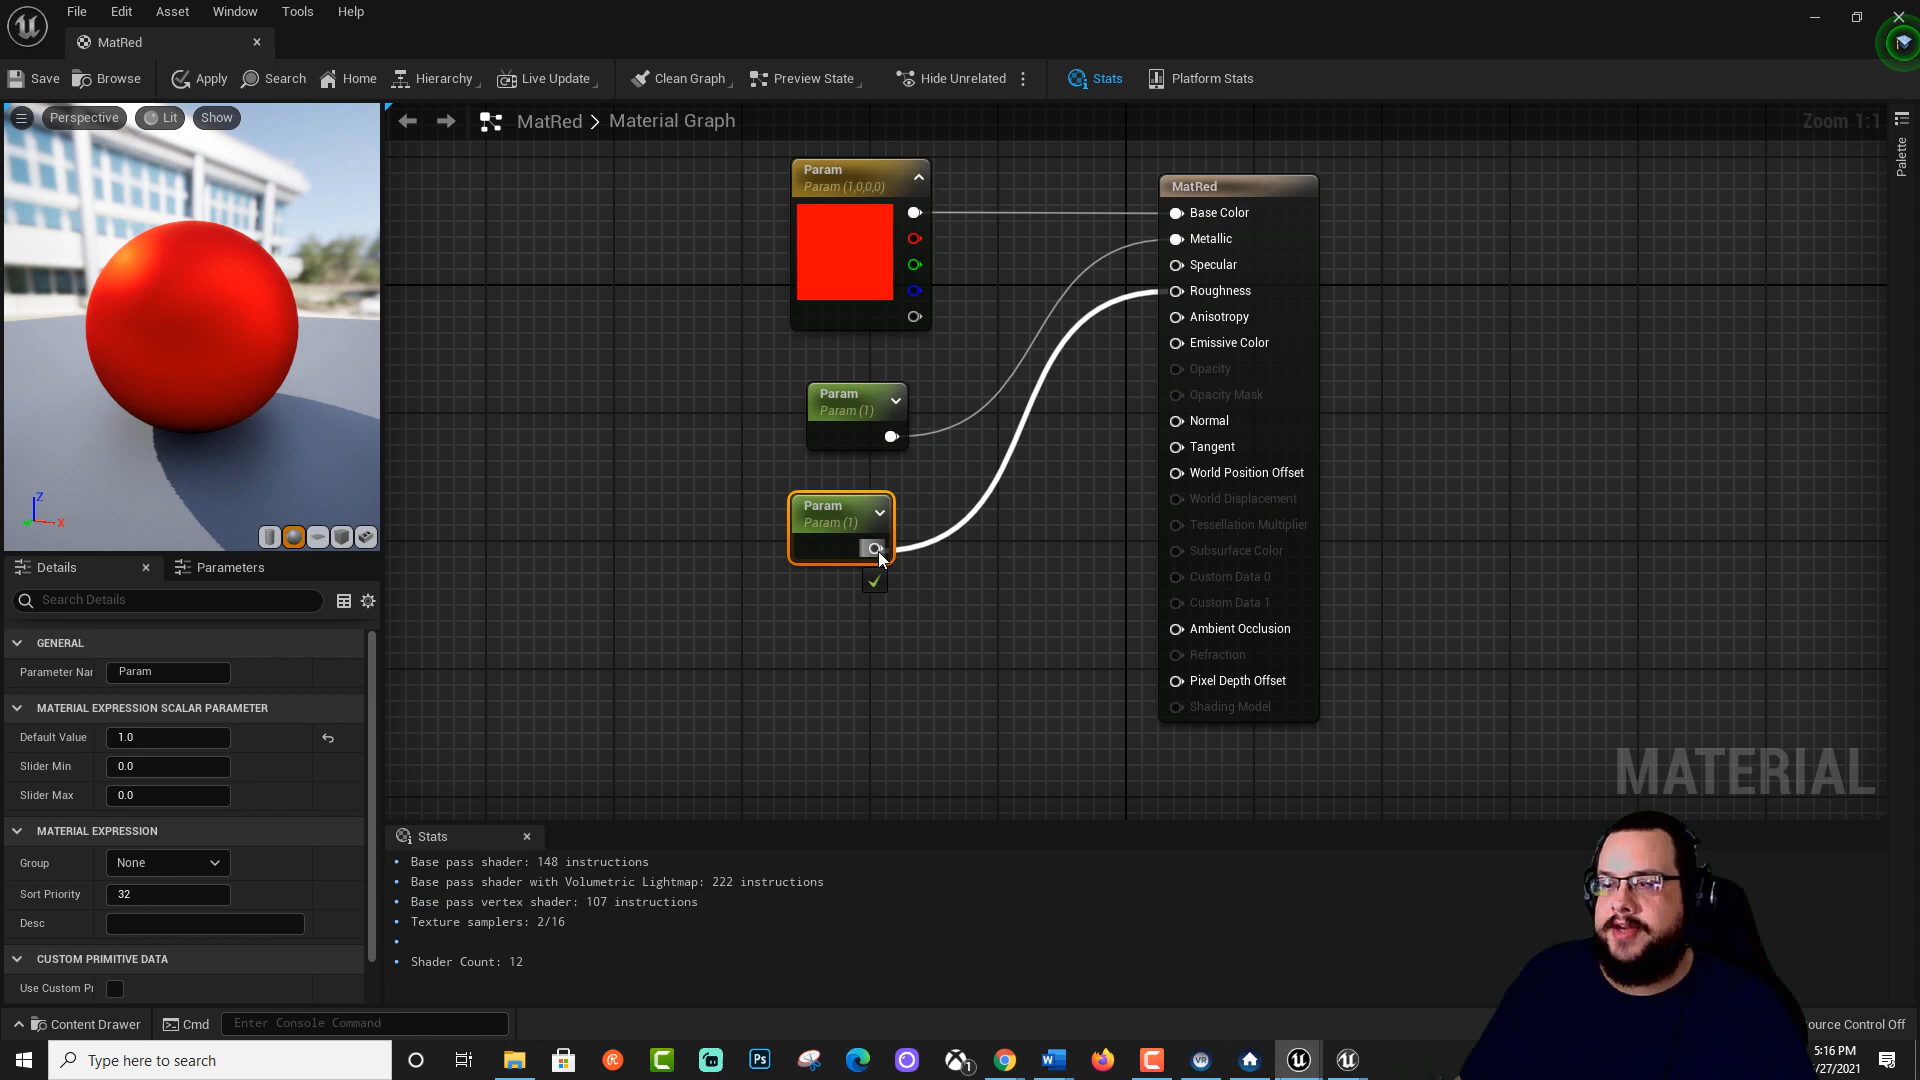 File Edit Asset Window Tools Help
MatRed
Save Browse Apply Search Home Hierarchy Live Update Clean Graph Preview State Hide Unrelated Stats Platform Stats
Perspective Lit Show
MatRed > Material Graph
Zoom 1:1
Palette
Param
Param (1,0,0,0)
Param
Param (1)
Param
Param (1)
MatRed
Base Color
Metallic
Specular
Roughness
Anisotropy
Emissive Color
Opacity
Opacity Mask
Normal
Tangent
World Position Offset
World Displacement
Tessellation Multiplier
Subsurface Color
Custom Data 0
Custom Data 1
Ambient Occlusion
Refraction
Pixel Depth Offset
Shading Model
MATERIAL
Z
X
Details Parameters
Search Details
GENERAL
Parameter Nar Param
MATERIAL EXPRESSION SCALAR PARAMETER
Default Value 1.0
Slider Min 0.0
Slider Max 0.0
MATERIAL EXPRESSION
Group None
Sort Priority 32
Desc
CUSTOM PRIMITIVE DATA
Use Custom Pr
Stats
Base pass shader: 148 instructions
Base pass shader with Volumetric Lightmap: 222 instructions
Base pass vertex shader: 107 instructions
Texture samplers: 2/16
Shader Count: 12
Content Drawer Cmd Enter Console Command
ource Control Off
Type here to search
Ps
VR
1
5:16 PM
/27/2021